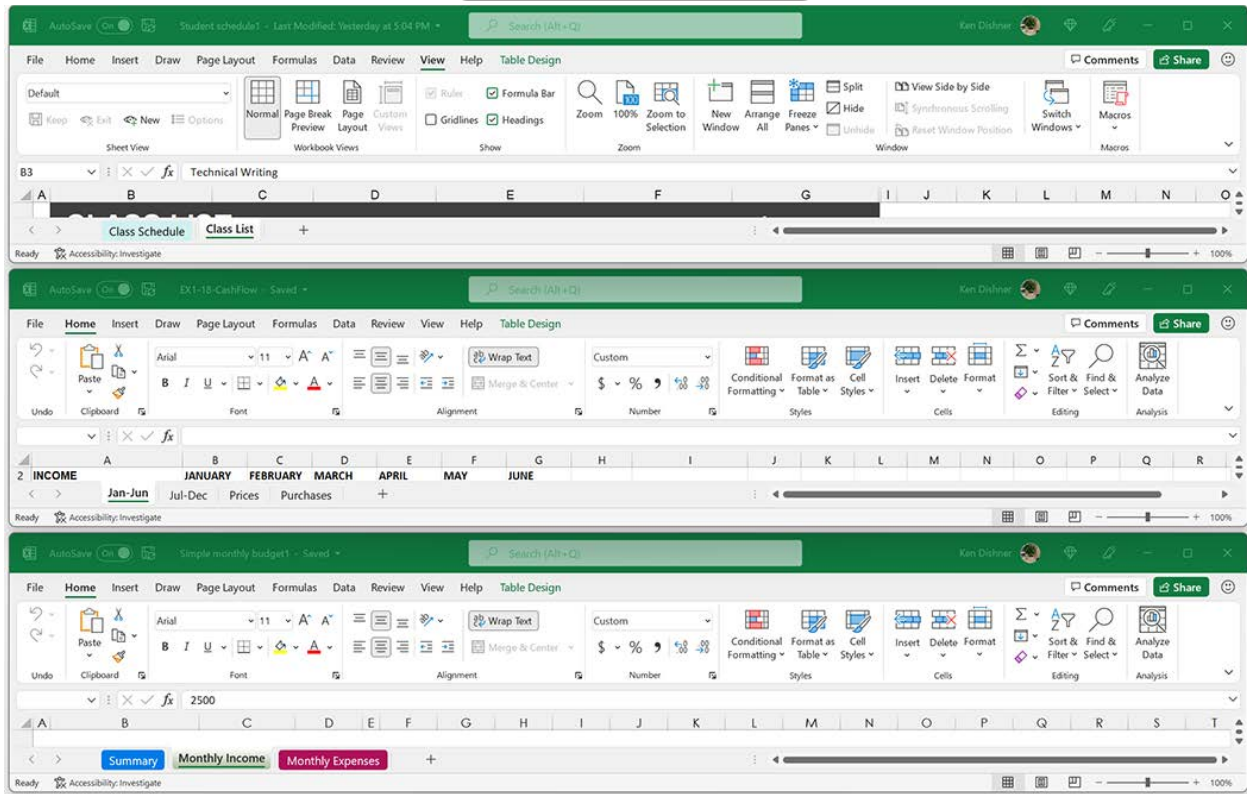 AutoSave On Student schedule1 - Last Modified: Yesterday at 5:04 PM Search (Alt+Q) Ken Dishner
File Home Insert Draw Page Layout Formulas Data Review View Help Table Design Comments Share
Default Normal Page Break Preview Page Layout Custom Views Ruler Formula Bar Zoom 100% Zoom to Selection New Window Arrange All Freeze Panes Split View Side by Side Switch Windows Macros
Hide Synchronous Scrolling
Keep Exit New Options Gridlines Headings Unhide Reset Window Position
Sheet View Workbook Views Show Zoom Window Macros
B3 fx Technical Writing
A B C D E F G I J K L M N O
CLASS LIST
Class Schedule Class List +
Ready Accessibility: Investigate 100%
AutoSave On EX1-18-CashFlow - Saved Search (Alt+Q) Ken Dishner
File Home Insert Draw Page Layout Formulas Data Review View Help Table Design Comments Share
Paste Arial 11 A A Wrap Text Custom Conditional Formatting Format as Table Cell Styles Insert Delete Format Sort & Filter Find & Select Analyze Data
B I U A Merge & Center $ % 9
Undo Clipboard Font Alignment Number Styles Cells Editing Analysis
fx
A B C D E F G H I J K L M N O P Q R
2 INCOME JANUARY FEBRUARY MARCH APRIL MAY JUNE
Jan-Jun Jul-Dec Prices Purchases +
Ready Accessibility: Investigate 100%
AutoSave On Simple monthly budget1 - Saved Search (Alt+Q) Ken Dishner
File Home Insert Draw Page Layout Formulas Data Review View Help Table Design Comments Share
Paste Arial 11 A A Wrap Text Custom Conditional Formatting Format as Table Cell Styles Insert Delete Format Sort & Filter Find & Select Analyze Data
B I U A Merge & Center $ % 9
Undo Clipboard Font Alignment Number Styles Cells Editing Analysis
fx 2500
A B C D E F G H I J K L M N O P Q R S T
Summary Monthly Income Monthly Expenses +
Ready Accessibility: Investigate 100%